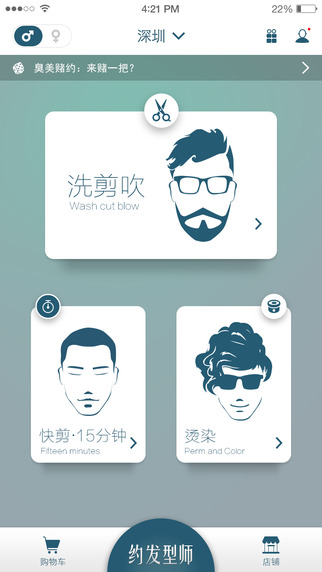 4:21 PM
22%
深圳
臭美赌约：来赌一把？
洗剪吹
Wash cut blow
快剪·15分钟
Fifteen minutes
烫染
Perm and Color
购物车
约发型师
店铺